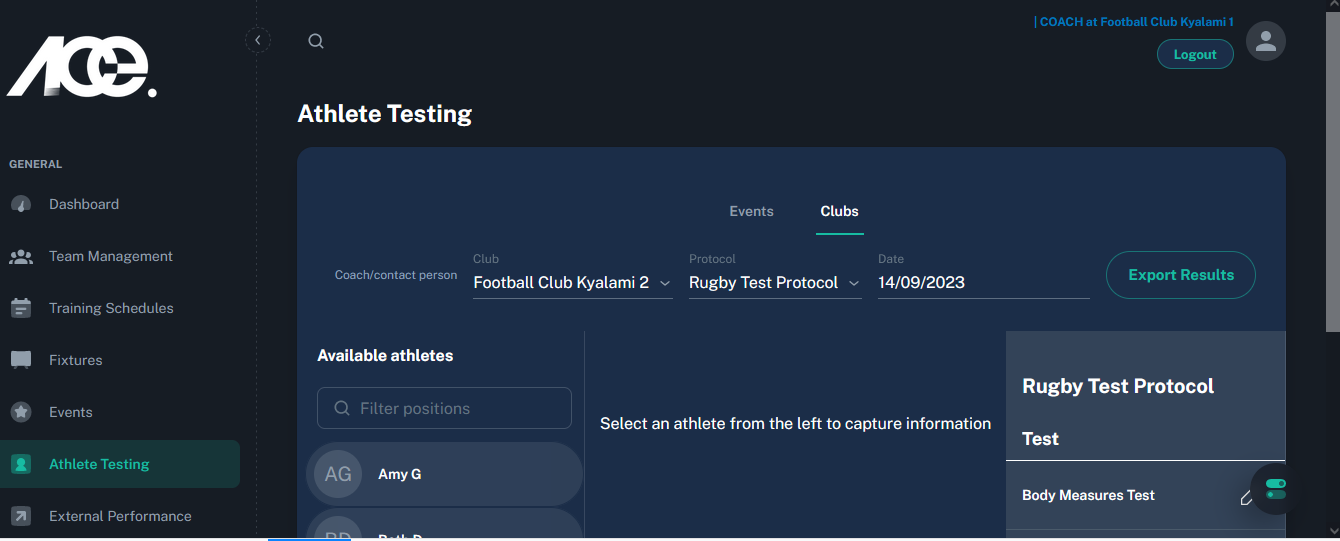 | COACH at Football Club Kyalami 1
Logout
ACE.
Athlete Testing
GENERAL
Dashboard
Team Management
Training Schedules
Fixtures
Events
Athlete Testing
External Performance
Events
Clubs
Coach/contact person
Club
Football Club Kyalami 2
Protocol
Rugby Test Protocol
Date
14/09/2023
Export Results
Available athletes
Filter positions
AG
Amy G
Select an athlete from the left to capture information
Rugby Test Protocol
Test
Body Measures Test